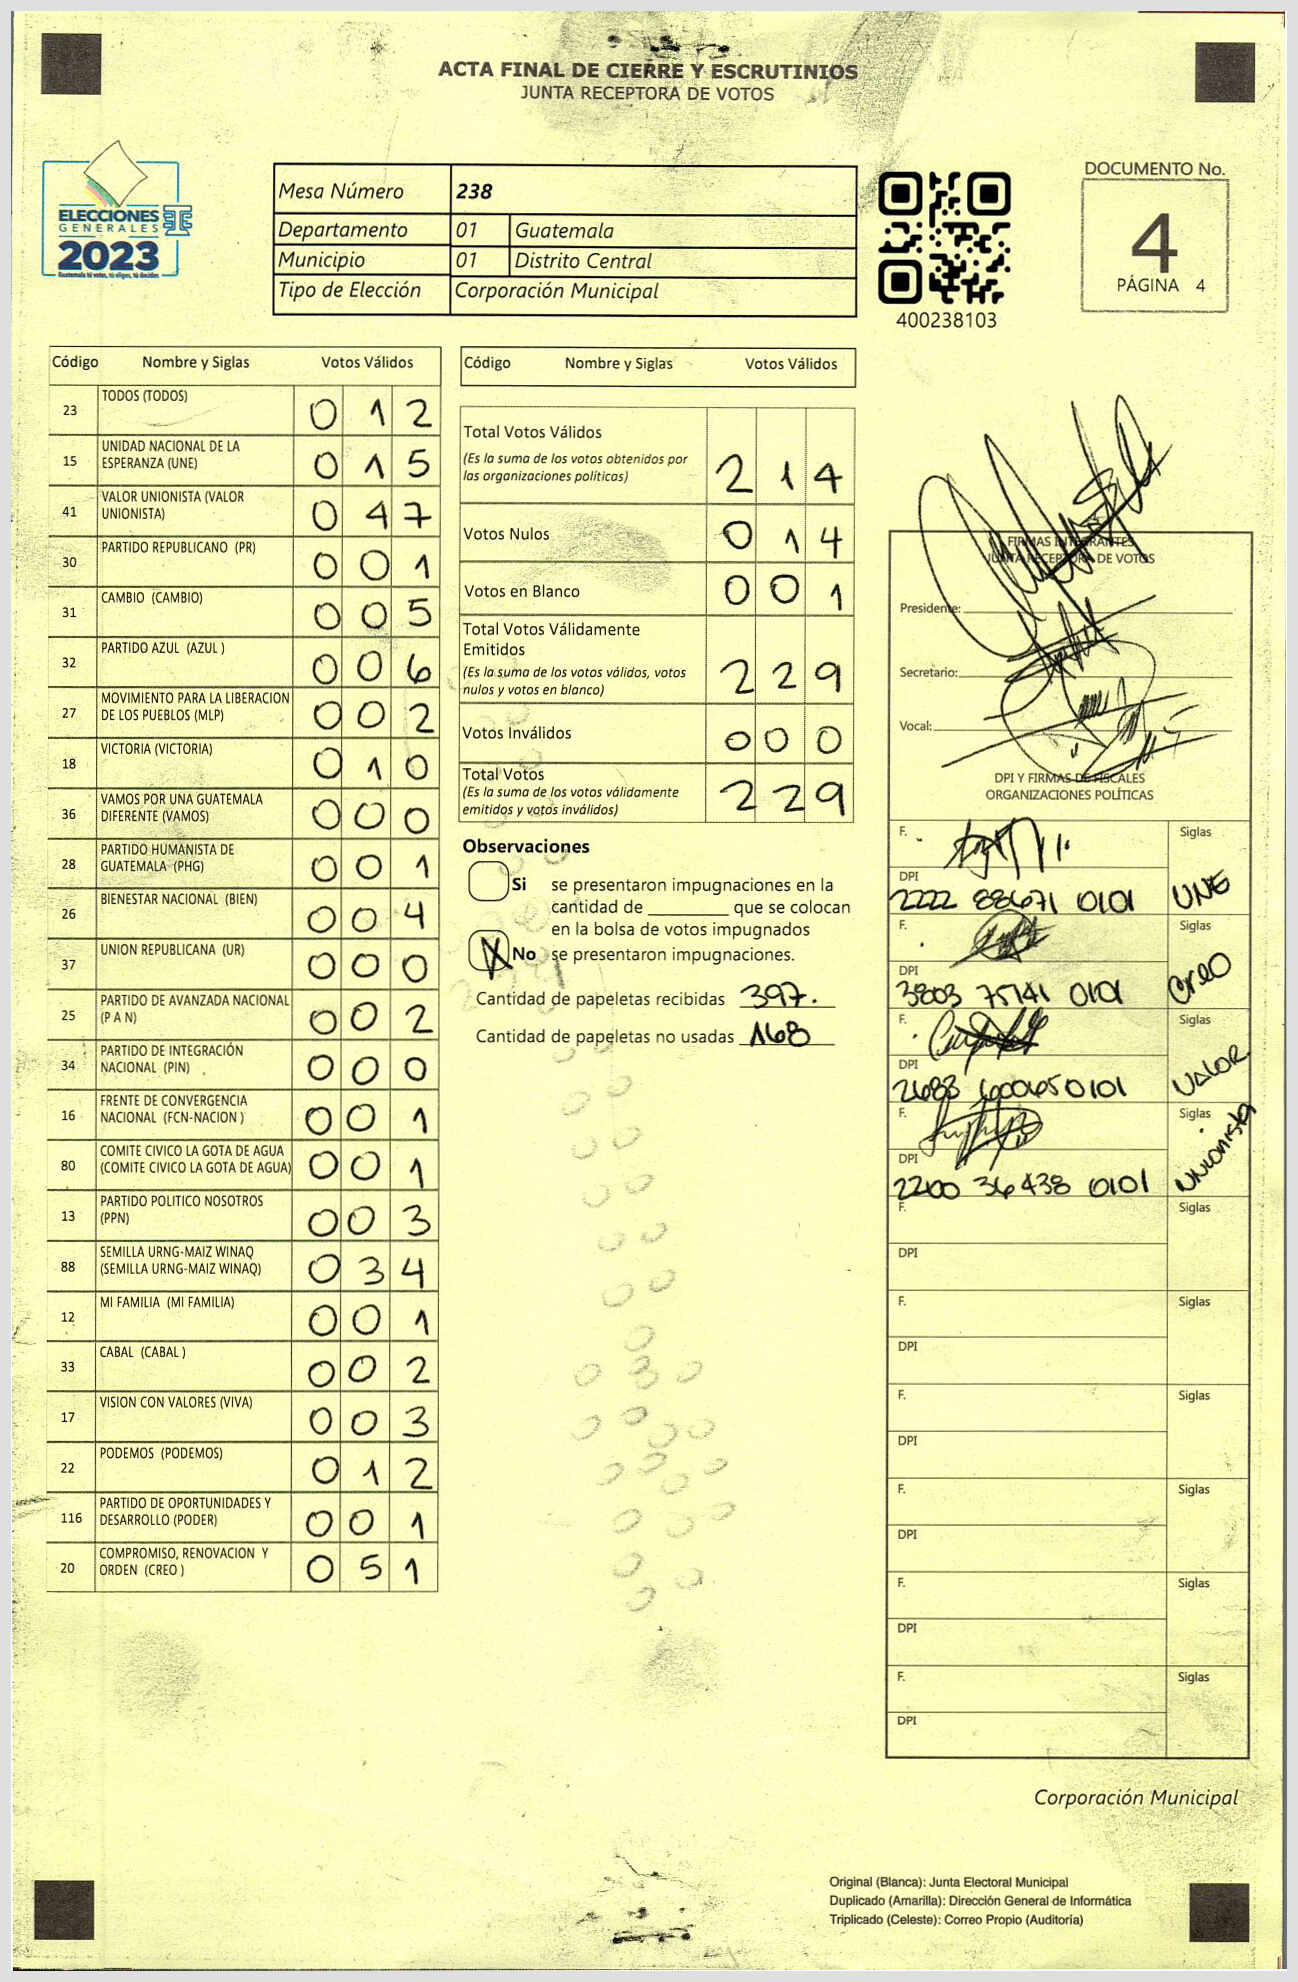 ACTA FINAL DE CIERRE Y ESCRUTINIOS
JUNTA RECEPTORA DE VOTOS
ELECCIONES
GENERALES
2023
Guatemala tú votas, tú eliges, tú decides
Mesa Número 238
Departamento 01 Guatemala
Municipio 01 Distrito Central
Tipo de Elección Corporación Municipal
400238103
DOCUMENTO No.
4
PÁGINA 4
Código Nombre y Siglas Votos Válidos
23 TODOS (TODOS) 0 1 2
15 UNIDAD NACIONAL DE LA
ESPERANZA (UNE) 0 1 5
41 VALOR UNIONISTA (VALOR
UNIONISTA) 0 4 7
30 PARTIDO REPUBLICANO (PR) 0 0 1
31 CAMBIO (CAMBIO) 0 0 5
32 PARTIDO AZUL (AZUL ) 0 0 6
27 MOVIMIENTO PARA LA LIBERACION
DE LOS PUEBLOS (MLP) 0 0 2
18 VICTORIA (VICTORIA) 0 1 0
36 VAMOS POR UNA GUATEMALA
DIFERENTE (VAMOS) 0 0 0
28 PARTIDO HUMANISTA DE
GUATEMALA (PHG) 0 0 1
26 BIENESTAR NACIONAL (BIEN) 0 0 4
37 UNION REPUBLICANA (UR) 0 0 0
25 PARTIDO DE AVANZADA NACIONAL
(P A N) 0 0 2
34 PARTIDO DE INTEGRACIÓN
NACIONAL (PIN) 0 0 0
16 FRENTE DE CONVERGENCIA
NACIONAL (FCN-NACION ) 0 0 1
80 COMITE CIVICO LA GOTA DE AGUA
(COMITE CIVICO LA GOTA DE AGUA) 0 0 1
13 PARTIDO POLITICO NOSOTROS
(PPN) 0 0 3
88 SEMILLA URNG-MAIZ WINAQ
(SEMILLA URNG-MAIZ WINAQ) 0 3 4
12 MI FAMILIA (MI FAMILIA) 0 0 1
33 CABAL (CABAL ) 0 0 2
17 VISION CON VALORES (VIVA) 0 0 3
22 PODEMOS (PODEMOS) 0 1 2
116 PARTIDO DE OPORTUNIDADES Y
DESARROLLO (PODER) 0 0 1
20 COMPROMISO, RENOVACION Y
ORDEN (CREO ) 0 5 1
Código Nombre y Siglas Votos Válidos
Total Votos Válidos
(Es la suma de los votos obtenidos por
las organizaciones políticas) 2 1 4
Votos Nulos 0 1 4
Votos en Blanco 0 0 1
Total Votos Válidamente
Emitidos
(Es la suma de los votos válidos, votos
nulos y votos en blanco) 2 2 9
Votos Inválidos 0 0 0
Total Votos
(Es la suma de los votos válidamente
emitidos y votos inválidos) 2 2 9
Observaciones
Si se presentaron impugnaciones en la
cantidad de ________ que se colocan
en la bolsa de votos impugnados
X No se presentaron impugnaciones.
Cantidad de papeletas recibidas 397.
Cantidad de papeletas no usadas 168
FIRMAS INTEGRANTES
JUNTA RECEPTORA DE VOTOS
Presidente:
Secretario:
Vocal:
DPI Y FIRMAS DE FISCALES
ORGANIZACIONES POLÍTICAS
F. Siglas
DPI
2222 88671 0101 UNE
F. Siglas
DPI
3803 75141 0101 Creo
F. Siglas
DPI
2683 60065 0101 VALOR
F. Siglas
DPI
2200 36438 0101 Unionista
F. Siglas
DPI
F. Siglas
DPI
F. Siglas
DPI
F. Siglas
DPI
F. Siglas
DPI
F. Siglas
DPI
Corporación Municipal
Original (Blanca): Junta Electoral Municipal
Duplicado (Amarilla): Dirección General de Informática
Triplicado (Celeste): Correo Propio (Auditoría)